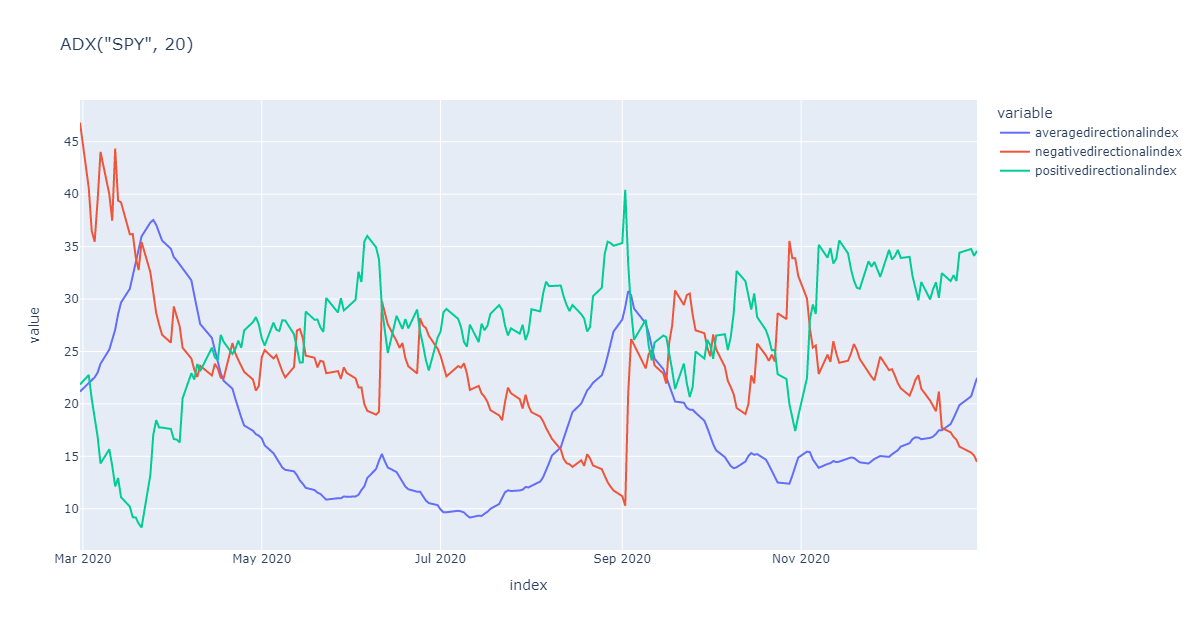 ADX("SPY", 20)
variable
averagedirectionalindex
negativedirectionalindex
positivedirectionalindex
value
45
40
35
30
25
20
15
10
Mar 2020 May 2020 Jul 2020 Sep 2020 Nov 2020
index